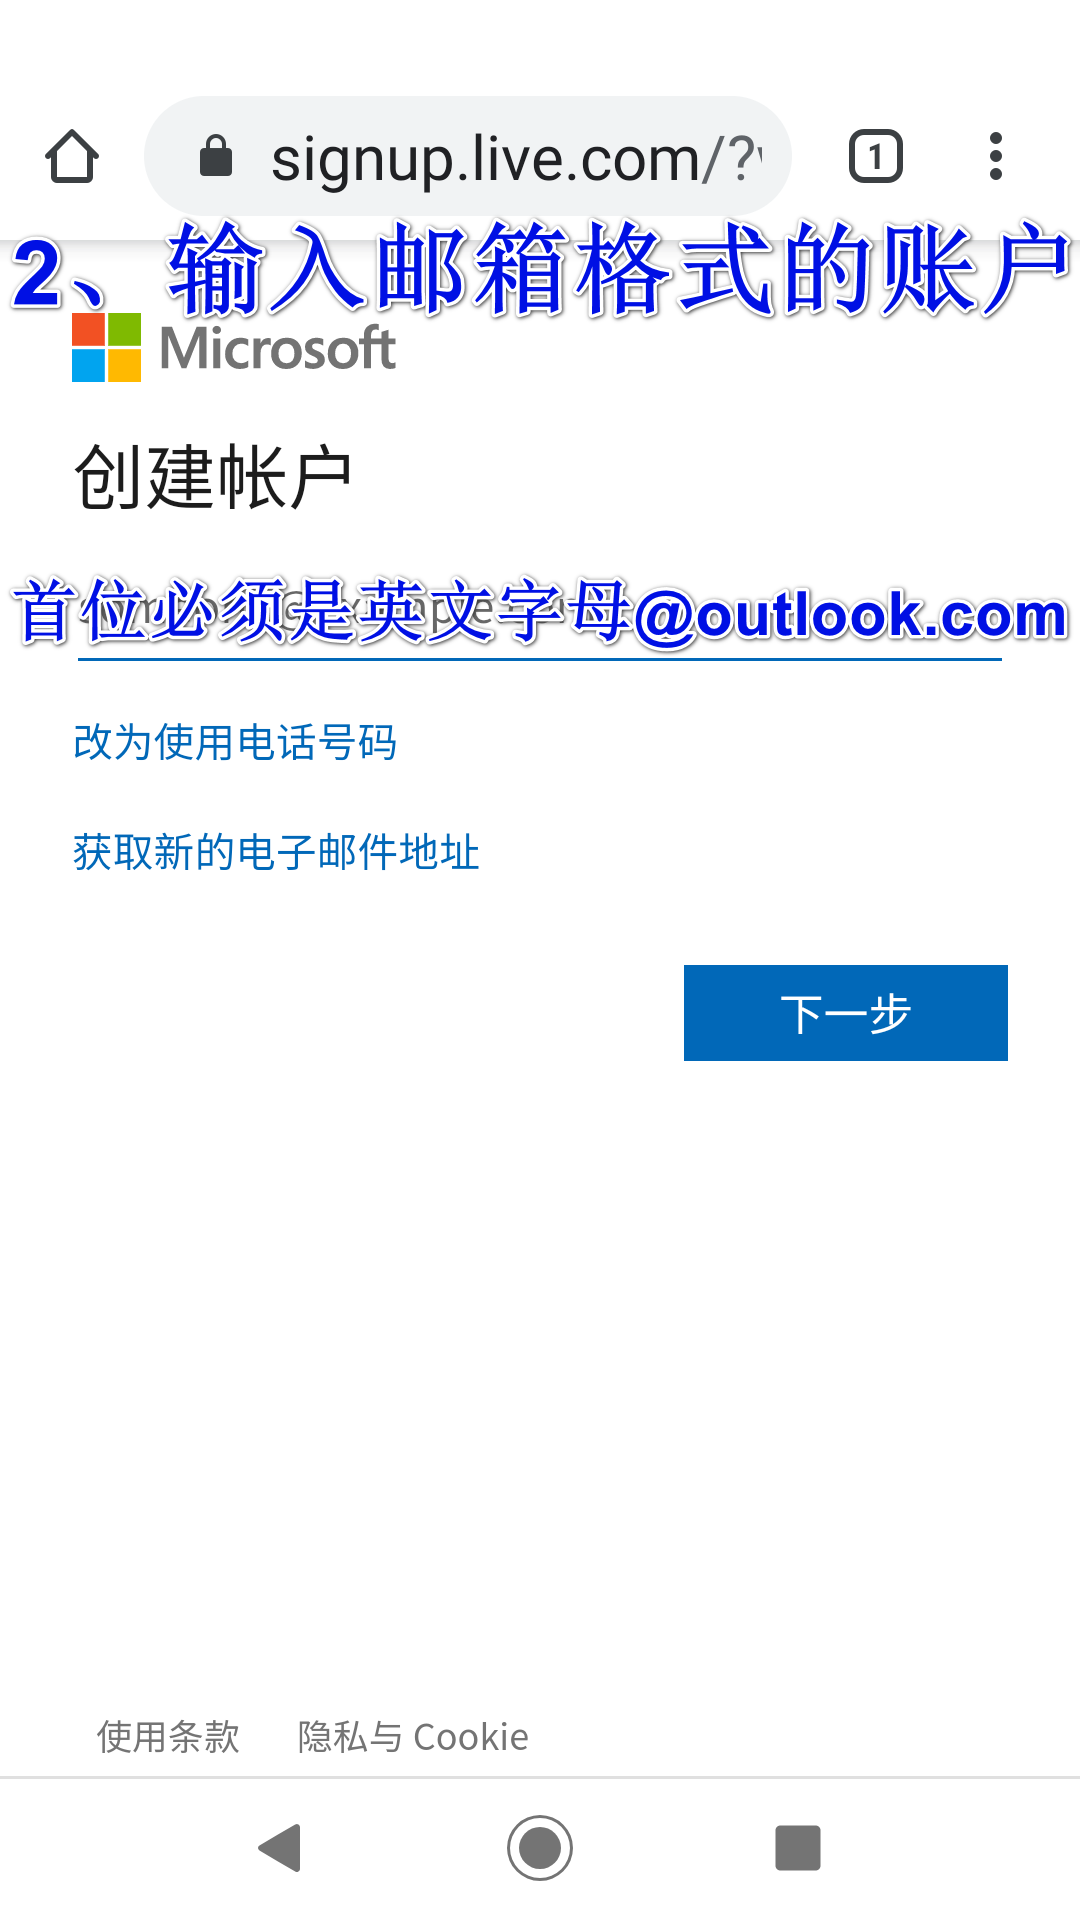 signup.live.com/?
1
2、输入邮箱格式的账户
Microsoft
创建帐户
首位必须是英文字母@outlook.com
改为使用电话号码
获取新的电子邮件地址
下一步
使用条款 隐私与 Cookie